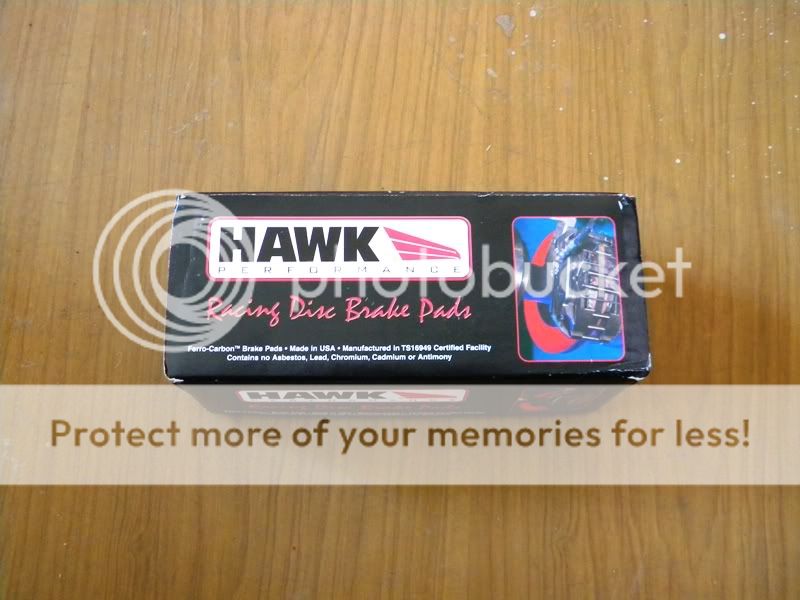 HAWK
PERFORMANCE
Racing Disc Brake Pads
Ferro-Carbon™ Brake Pads • Made in USA • Manufactured in TS16949 Certified Facility
Contains no Asbestos, Lead, Chromium, Cadmium or Antimony
photobucket
HAWK
Protect more of your memories for less!